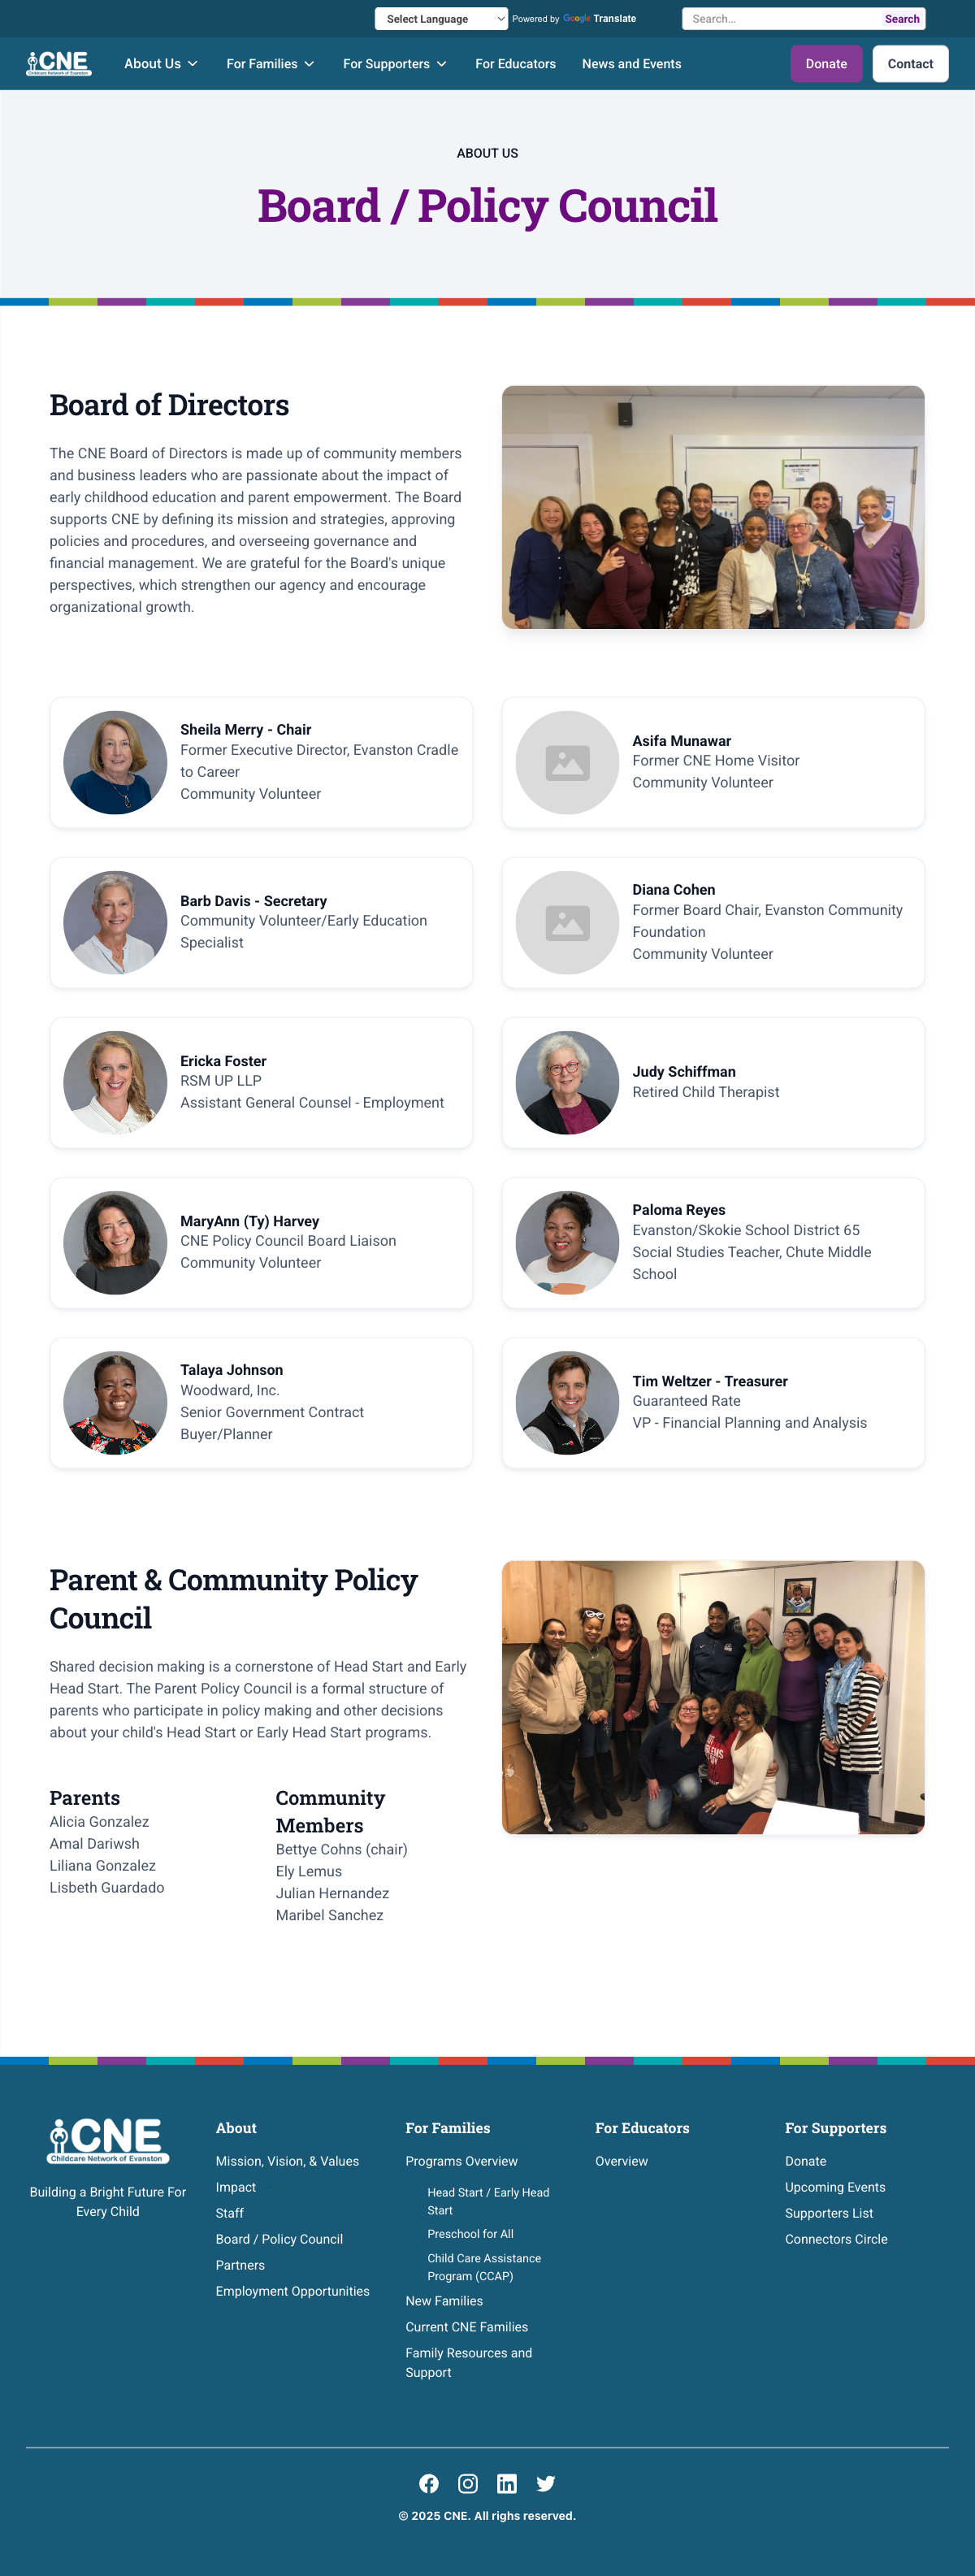 Select Language
Powered by Google Translate
Search...
Search
CNE
Childcare Network of Evanston
About Us
For Families
For Supporters
For Educators
News and Events
Donate
Contact
ABOUT US
Board / Policy Council
Board of Directors
The CNE Board of Directors is made up of community members
and business leaders who are passionate about the impact of
early childhood education and parent empowerment. The Board
supports CNE by defining its mission and strategies, approving
policies and procedures, and overseeing governance and
financial management. We are grateful for the Board's unique
perspectives, which strengthen our agency and encourage
organizational growth.
Sheila Merry - Chair
Former Executive Director, Evanston Cradle
to Career
Community Volunteer
Asifa Munawar
Former CNE Home Visitor
Community Volunteer
Barb Davis - Secretary
Community Volunteer/Early Education
Specialist
Diana Cohen
Former Board Chair, Evanston Community
Foundation
Community Volunteer
Ericka Foster
RSM UP LLP
Assistant General Counsel - Employment
Judy Schiffman
Retired Child Therapist
MaryAnn (Ty) Harvey
CNE Policy Council Board Liaison
Community Volunteer
Paloma Reyes
Evanston/Skokie School District 65
Social Studies Teacher, Chute Middle
School
Talaya Johnson
Woodward, Inc.
Senior Government Contract
Buyer/Planner
Tim Weltzer - Treasurer
Guaranteed Rate
VP - Financial Planning and Analysis
Parent & Community Policy
Council
Shared decision making is a cornerstone of Head Start and Early
Head Start. The Parent Policy Council is a formal structure of
parents who participate in policy making and other decisions
about your child's Head Start or Early Head Start programs.
Parents
Alicia Gonzalez
Amal Dariwsh
Liliana Gonzalez
Lisbeth Guardado
Community
Members
Bettye Cohns (chair)
Ely Lemus
Julian Hernandez
Maribel Sanchez
CNE
Childcare Network of Evanston
Building a Bright Future For
Every Child
About
Mission, Vision, & Values
Impact
Staff
Board / Policy Council
Partners
Employment Opportunities
For Families
Programs Overview
Head Start / Early Head
Start
Preschool for All
Child Care Assistance
Program (CCAP)
New Families
Current CNE Families
Family Resources and
Support
For Educators
Overview
For Supporters
Donate
Upcoming Events
Supporters List
Connectors Circle
© 2025 CNE. All righs reserved.